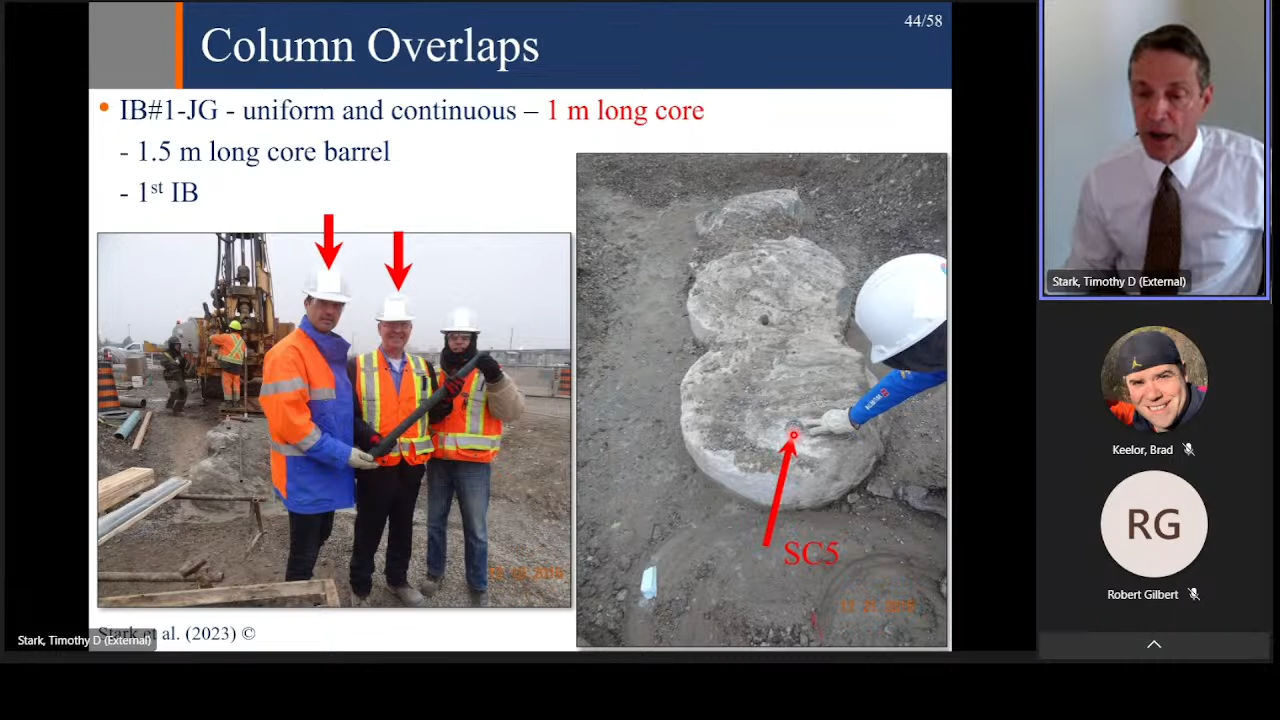 44/58
Column Overlaps
• IB#1-JG - uniform and continuous – 1 m long core
- 1.5 m long core barrel
- 1st IB
SC5
et al. (2023) ©
Stark, Timothy D (External)
Stark, Timothy D (External)
Keelor, Brad
RG
Robert Gilbert